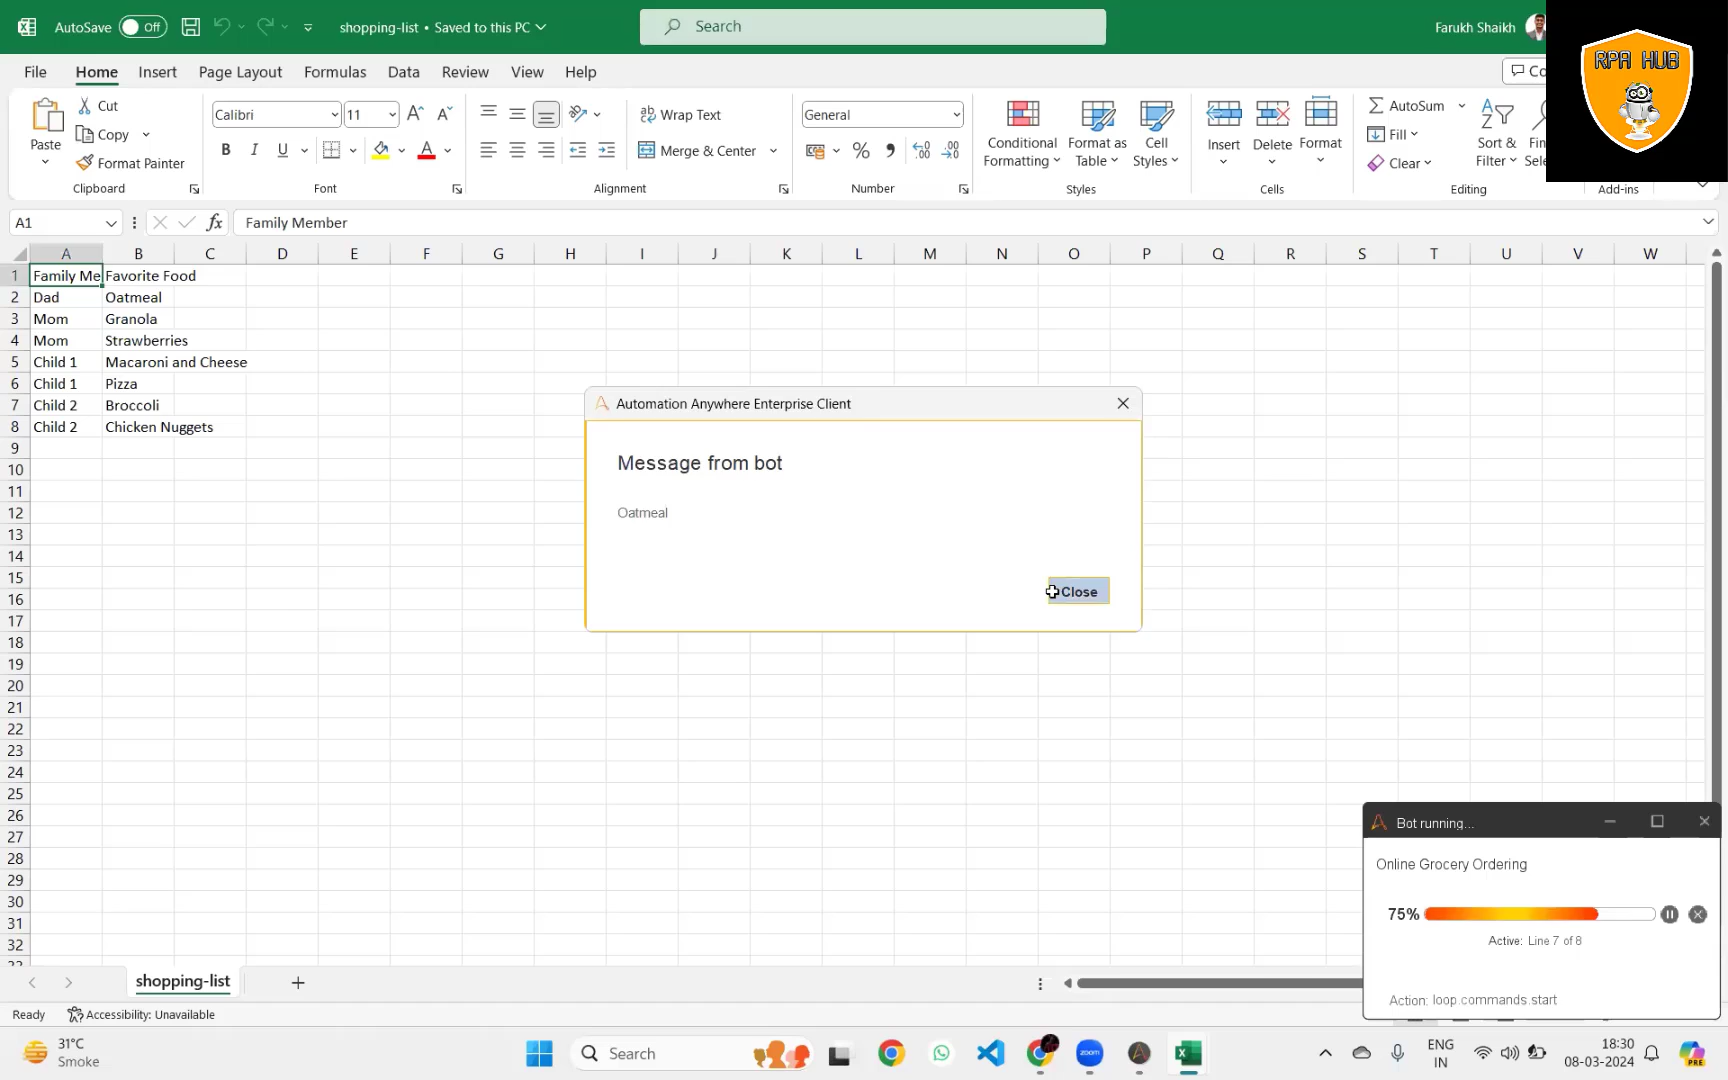 AutoSave Off shopping-list • Saved to this PC Search Farukh Shaikh
RPA HUB
File Home Insert Page Layout Formulas Data Review View Help
Paste Cut Copy Format Painter
Calibri 11 B I U
Wrap Text Merge & Center
General % ,
Conditional Formatting Format as Table Cell Styles
Insert Delete Format
AutoSum Fill Clear Sort & Filter
Clipboard Font Alignment Number Styles Cells Editing Add-ins
A1 fx Family Member
A B C D E F G H I J K L M N O P Q R S T U V W
1 Family Me Favorite Food
2 Dad Oatmeal
3 Mom Granola
4 Mom Strawberries
5 Child 1 Macaroni and Cheese
6 Child 1 Pizza
7 Child 2 Broccoli
8 Child 2 Chicken Nuggets
9
10
11
12
13
14
15
16
17
18
19
20
21
22
23
24
25
26
27
28
29
30
31
32
Automation Anywhere Enterprise Client
Message from bot
Oatmeal
Close
Bot running...
Online Grocery Ordering
75%
Active: Line 7 of 8
Action: loop.commands.start
shopping-list
Ready Accessibility: Unavailable
31°C
Smoke
Search
zoom
ENG
IN
18:30
08-03-2024
PRE